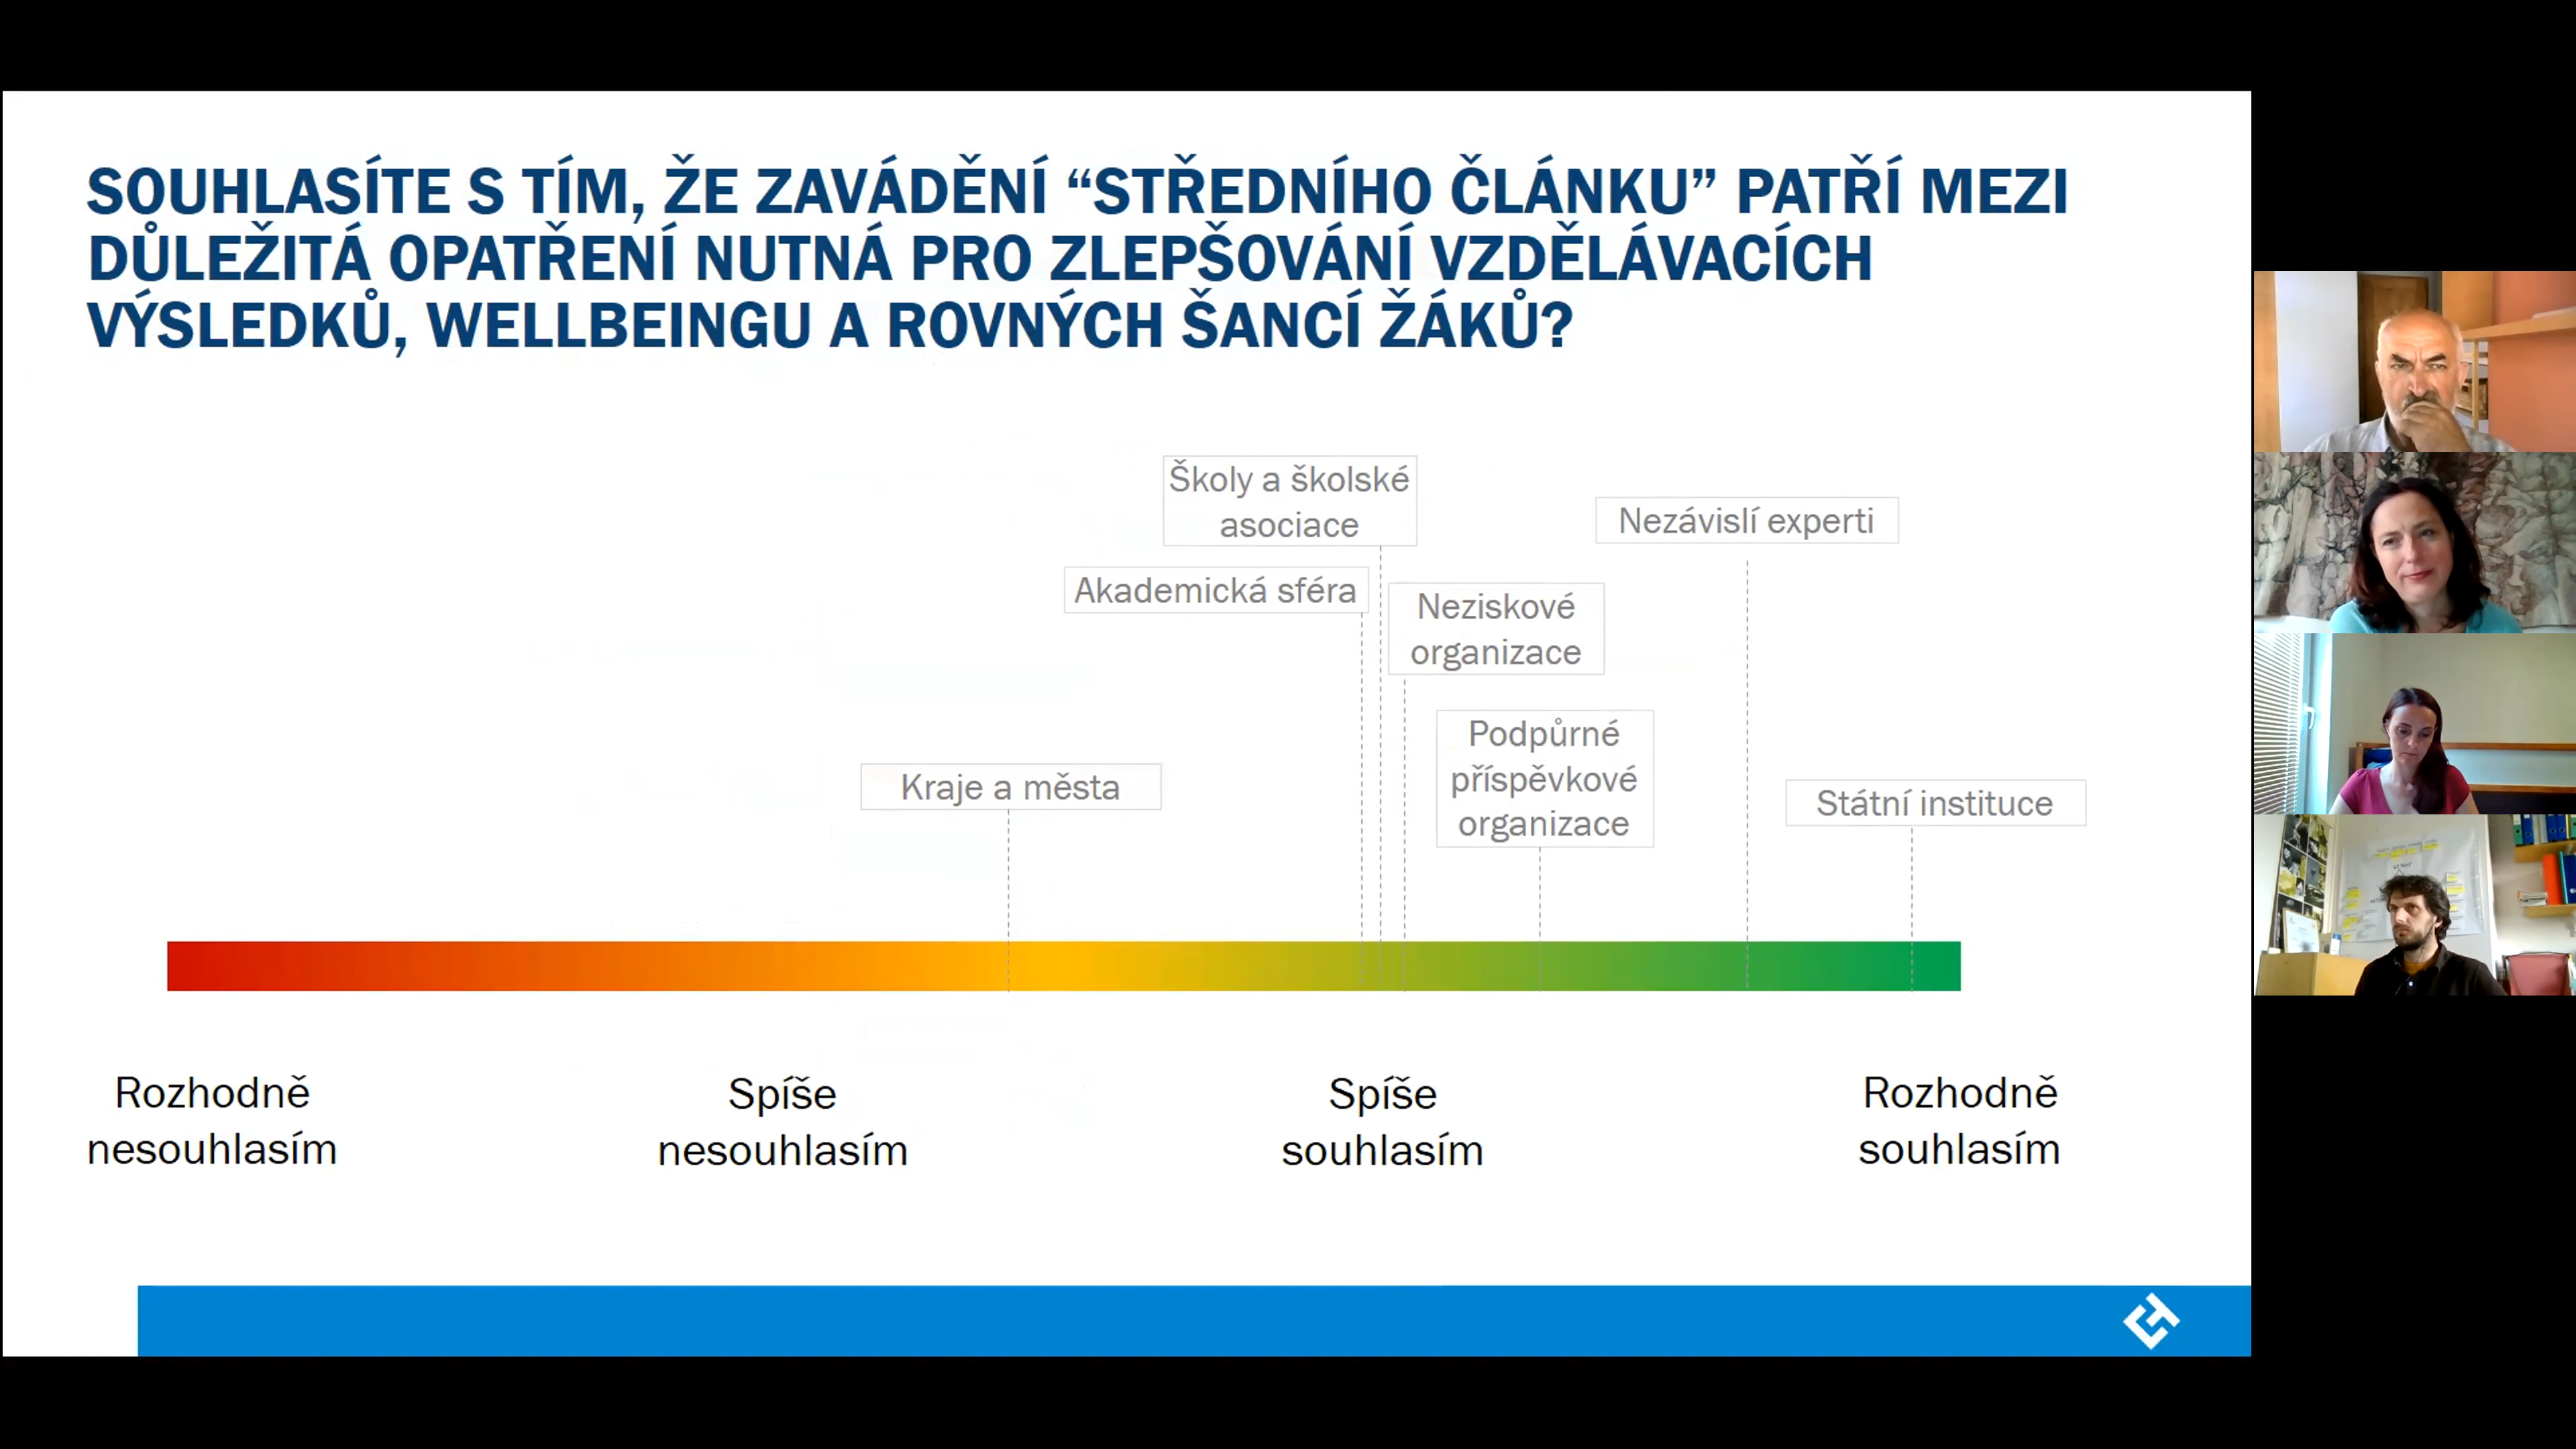 SOUHLASÍTE S TÍM, ŽE ZAVÁDĚNÍ “STŘEDNÍHO ČLÁNKU” PATŘÍ MEZI
DŮLEŽITÁ OPATŘENÍ NUTNÁ PRO ZLEPŠOVÁNÍ VZDĚLÁVACÍCH
VÝSLEDKŮ, WELLBEINGU A ROVNÝCH ŠANCÍ ŽÁKŮ?
Školy a školské
asociace
Nezávislí experti
Akademická sféra
Neziskové
organizace
Podpůrné
příspěvkové
organizace
Kraje a města
Státní instituce
Rozhodně
nesouhlasím
Spíše
nesouhlasím
Spíše
souhlasím
Rozhodně
souhlasím